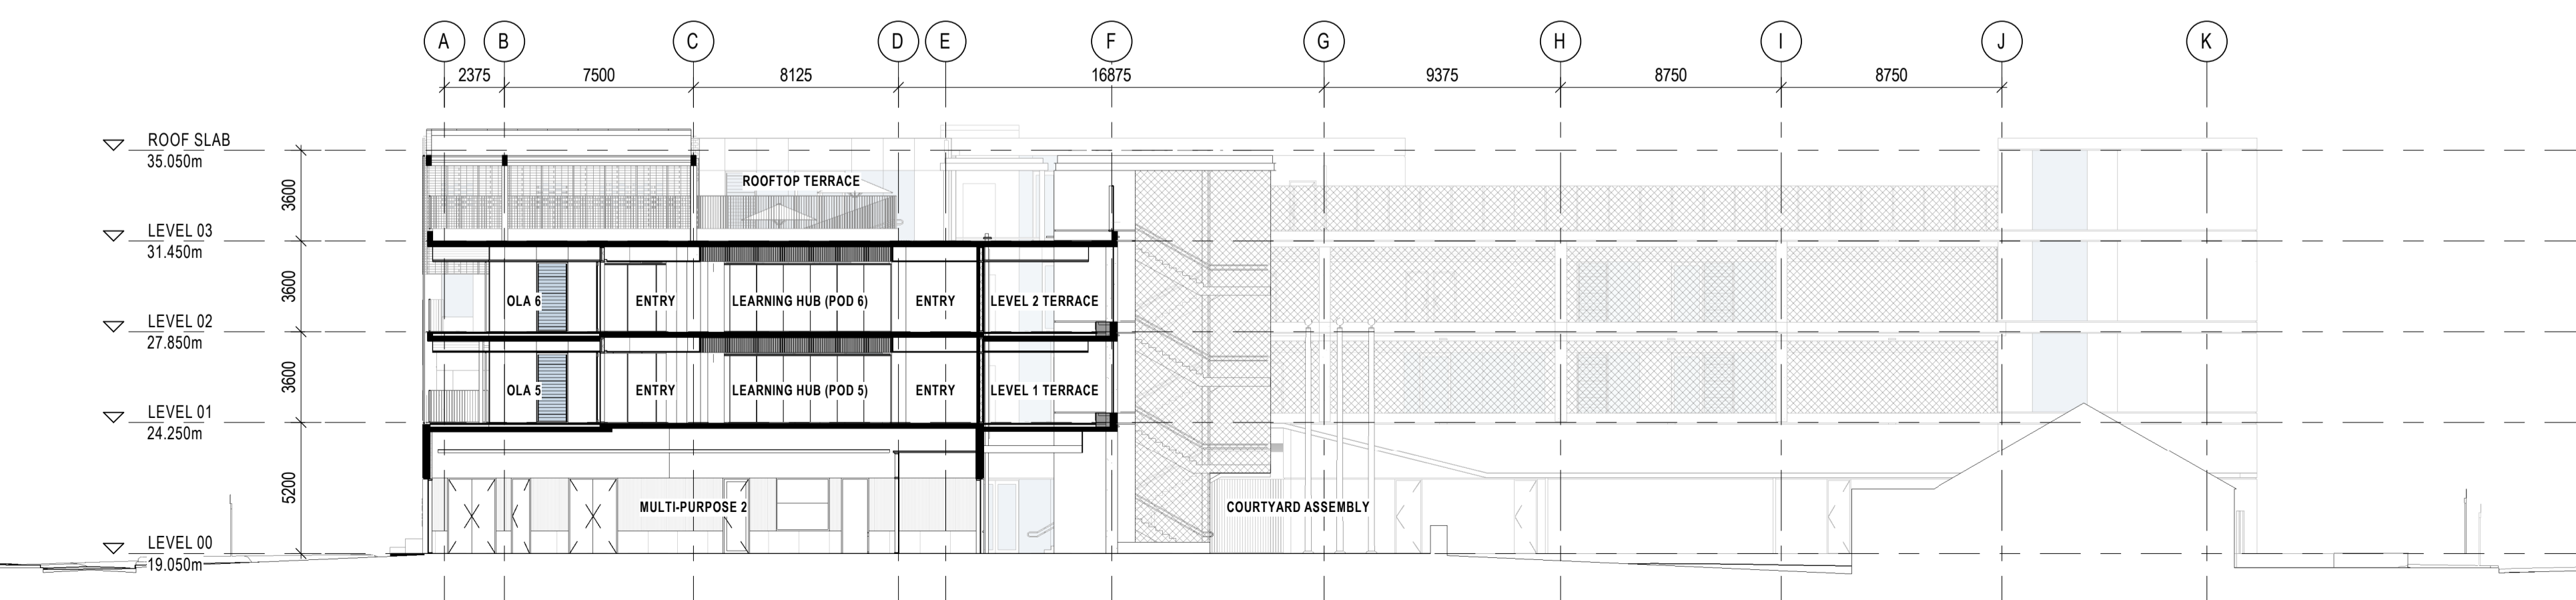 A B C D E F G H I J K
2375 7500 8125 16875 9375 8750 8750
ROOF SLAB
35.050m
3600
ROOFTOP TERRACE
LEVEL 03
31.450m
3600
OLA 6 ENTRY LEARNING HUB (POD 6) ENTRY LEVEL 2 TERRACE
LEVEL 02
27.850m
3600
OLA 5 ENTRY LEARNING HUB (POD 5) ENTRY LEVEL 1 TERRACE
LEVEL 01
24.250m
5200
MULTI-PURPOSE 2 COURTYARD ASSEMBLY
LEVEL 00
19.050m